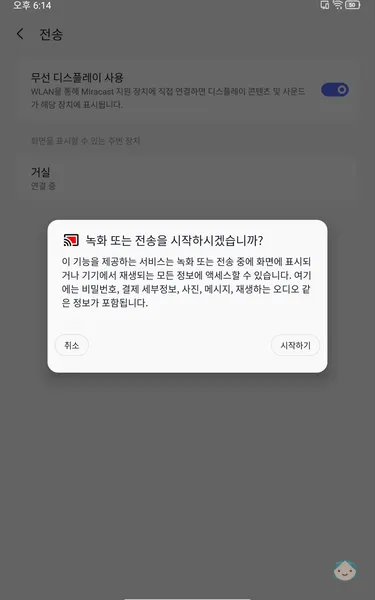 오후 6:14
50
전송
무선 디스플레이 사용
WLAN을 통해 Miracast 지원 장치에 직접 연결하면 디스플레이 콘텐츠 및 사운드
가 해당 장치에 표시됩니다.
화면을 표시할 수 있는 주변 장치
거실
연결 중
녹화 또는 전송을 시작하시겠습니까?
이 기능을 제공하는 서비스는 녹화 또는 전송 중에 화면에 표시되
거나 기기에서 재생되는 모든 정보에 액세스할 수 있습니다. 여기
에는 비밀번호, 결제 세부정보, 사진, 메시지, 재생하는 오디오 같
은 정보가 포함됩니다.
취소
시작하기